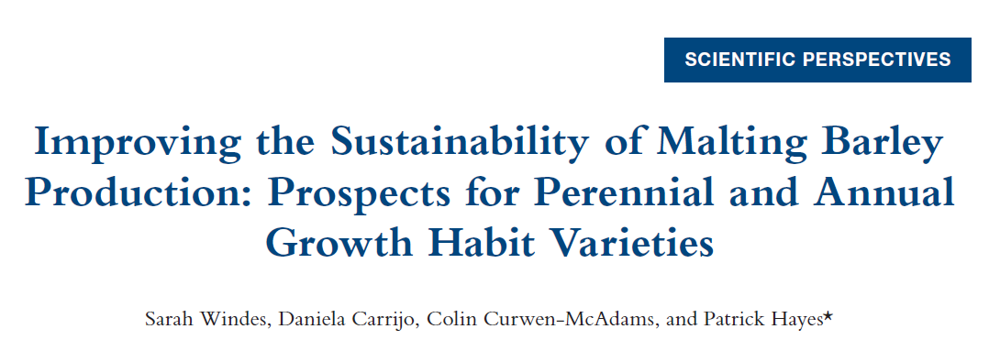 SCIENTIFIC PERSPECTIVES
Improving the Sustainability of Malting Barley
Production: Prospects for Perennial and Annual
Growth Habit Varieties
Sarah Windes, Daniela Carrijo, Colin Curwen-McAdams, and Patrick Hayes★